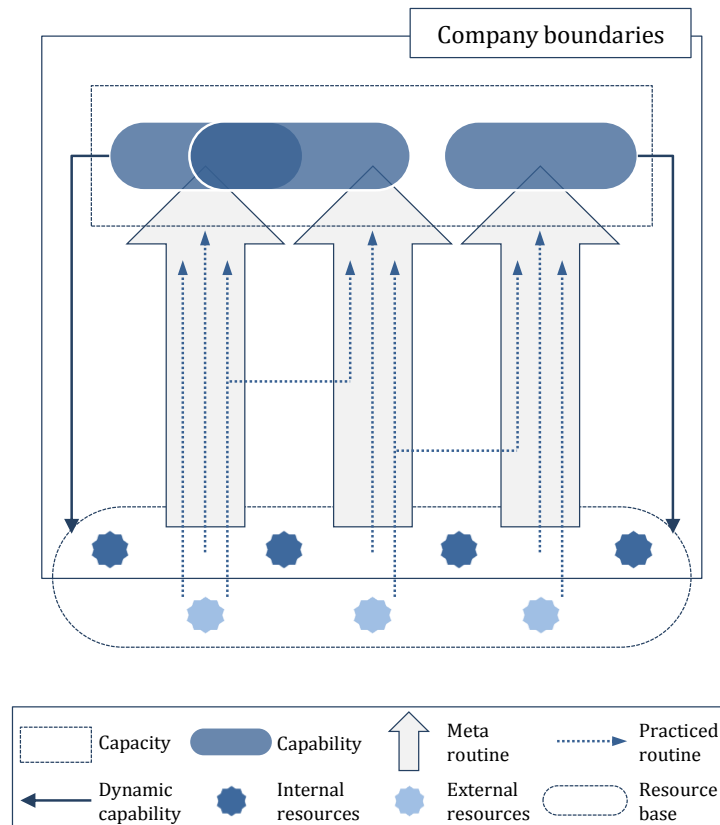 Company boundaries
Capacity
Capability
Meta
routine
Practiced
routine
Dynamic
capability
Internal
resources
External
resources
Resource
base